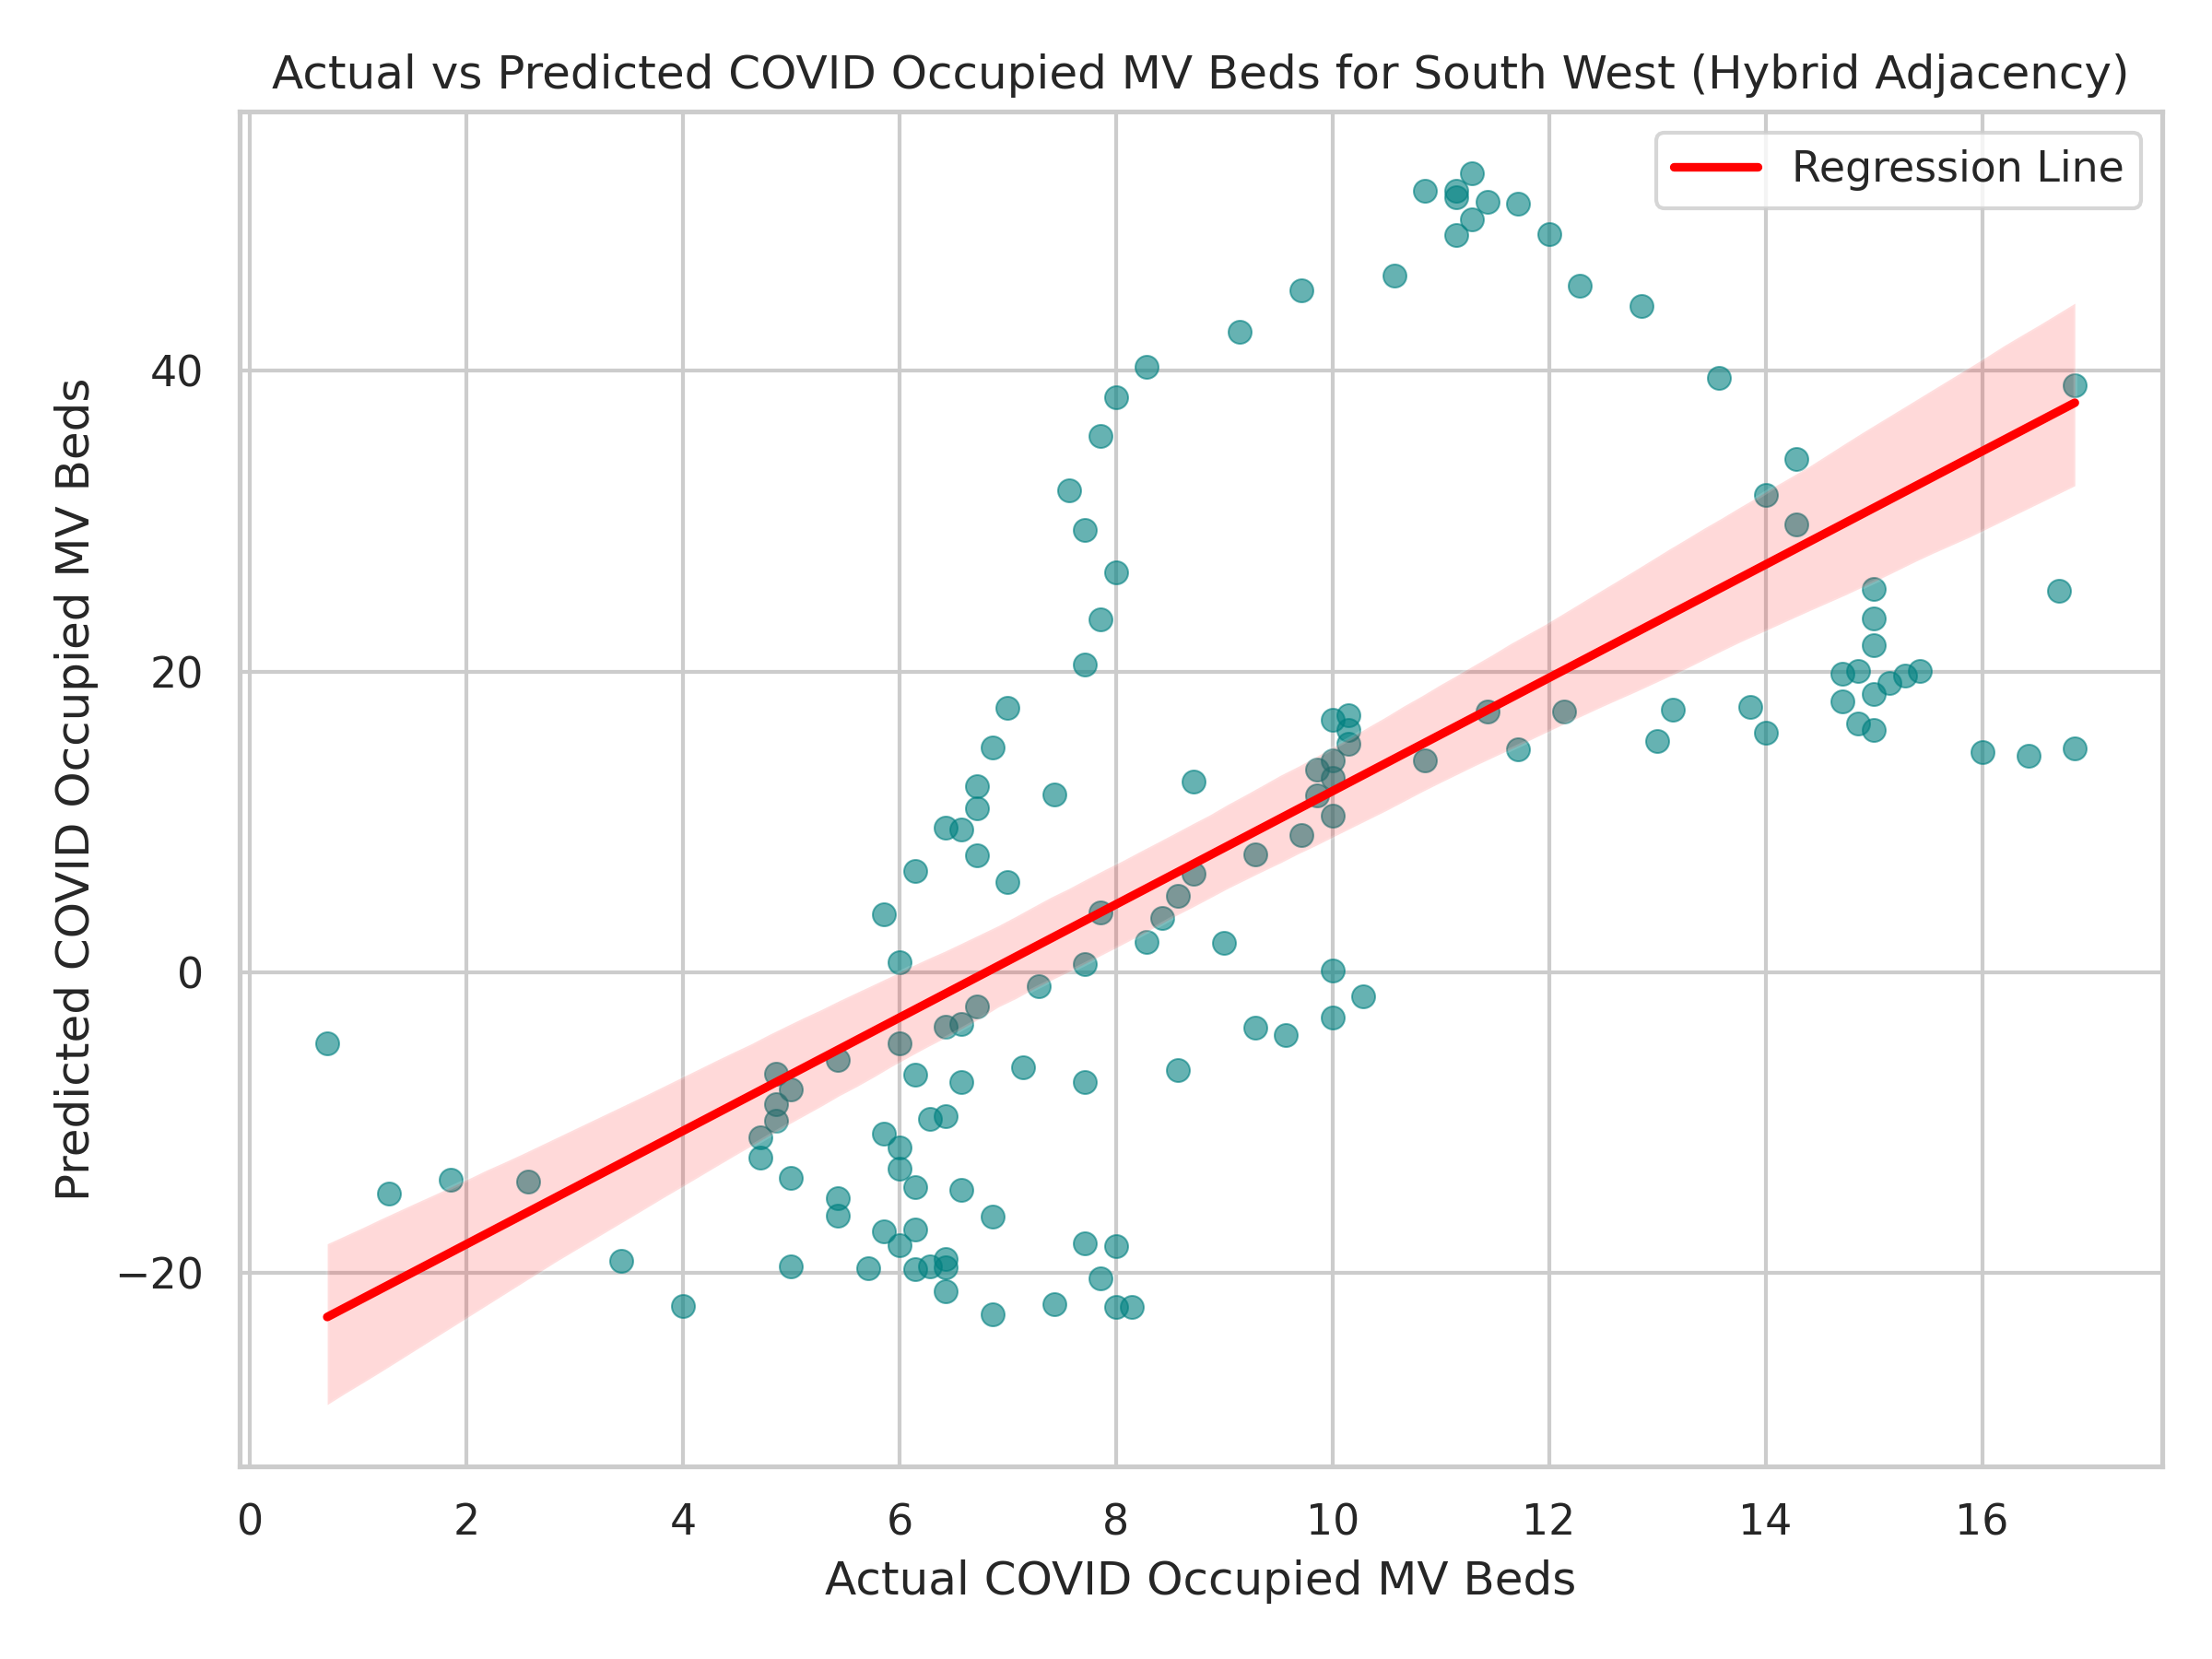 Actual vs Predicted COVID Occupied MV Beds for South West (Hybrid Adjacency)
Regression Line
Predicted COVID Occupied MV Beds
40
20
0
−20
0 2 4 6 8 10 12 14 16
Actual COVID Occupied MV Beds